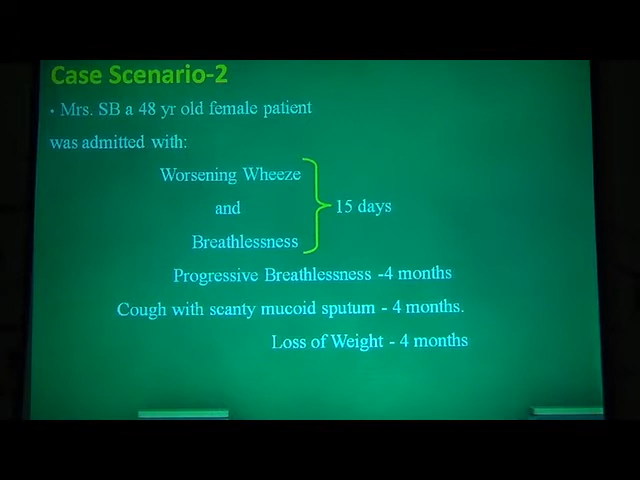 Case Scenario-2
• Mrs. SB a 48 yr old female patient
was admitted with:
Worsening Wheeze
and
15 days
Breathlessness
Progressive Breathlessness -4 months
Cough with scanty mucoid sputum - 4 months.
Loss of Weight - 4 months